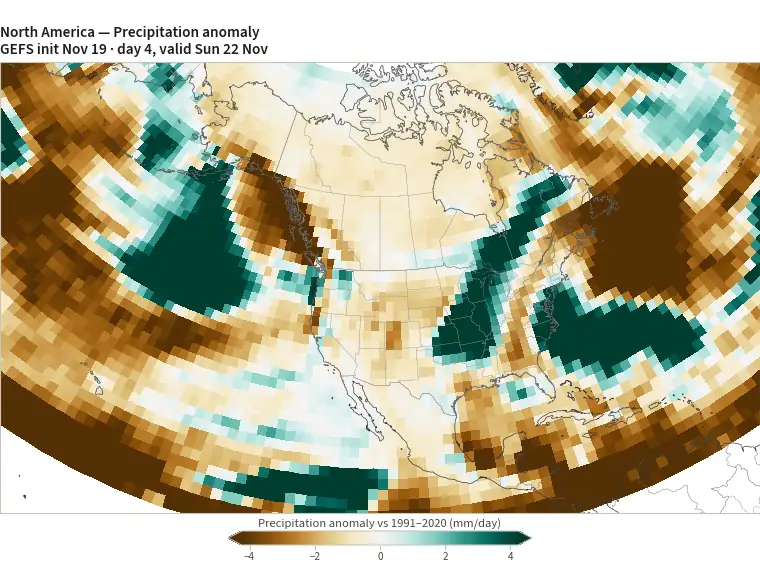 North America — Precipitation anomaly
GEFS init Nov 19 · day 4, valid Sun 22 Nov
Precipitation anomaly vs 1991–2020 (mm/day)
−4 −2 0 2 4